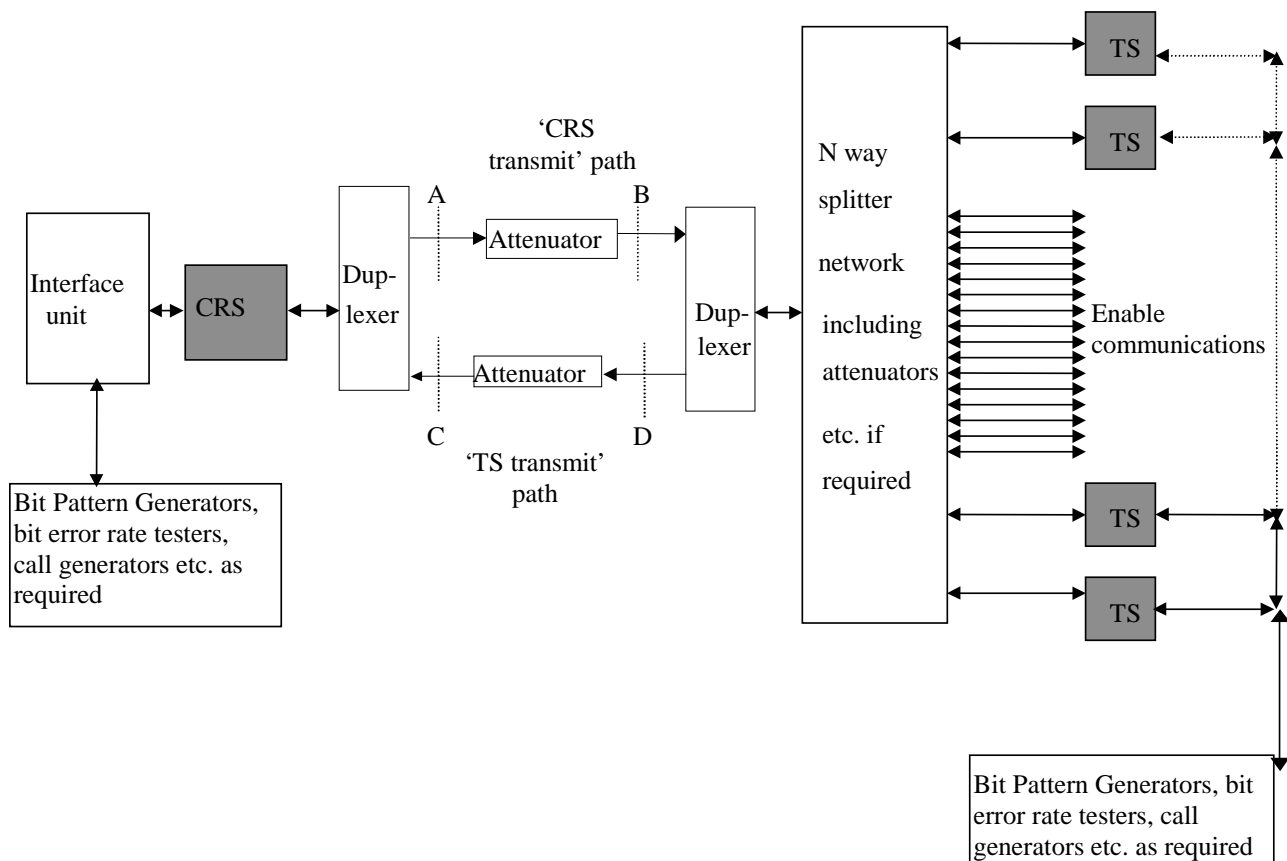 TS
TS
‘CRS
transmit’ path
A
B
N way
splitter
network
including
attenuators
etc. if
required
Interface
unit
CRS
Dup-
lexer
Attenuator
Dup-
lexer
Attenuator
C
D
‘TS transmit’
path
Enable
communications
Bit Pattern Generators,
bit error rate testers,
call generators etc. as
required
TS
TS
Bit Pattern Generators, bit
error rate testers, call
generators etc. as required